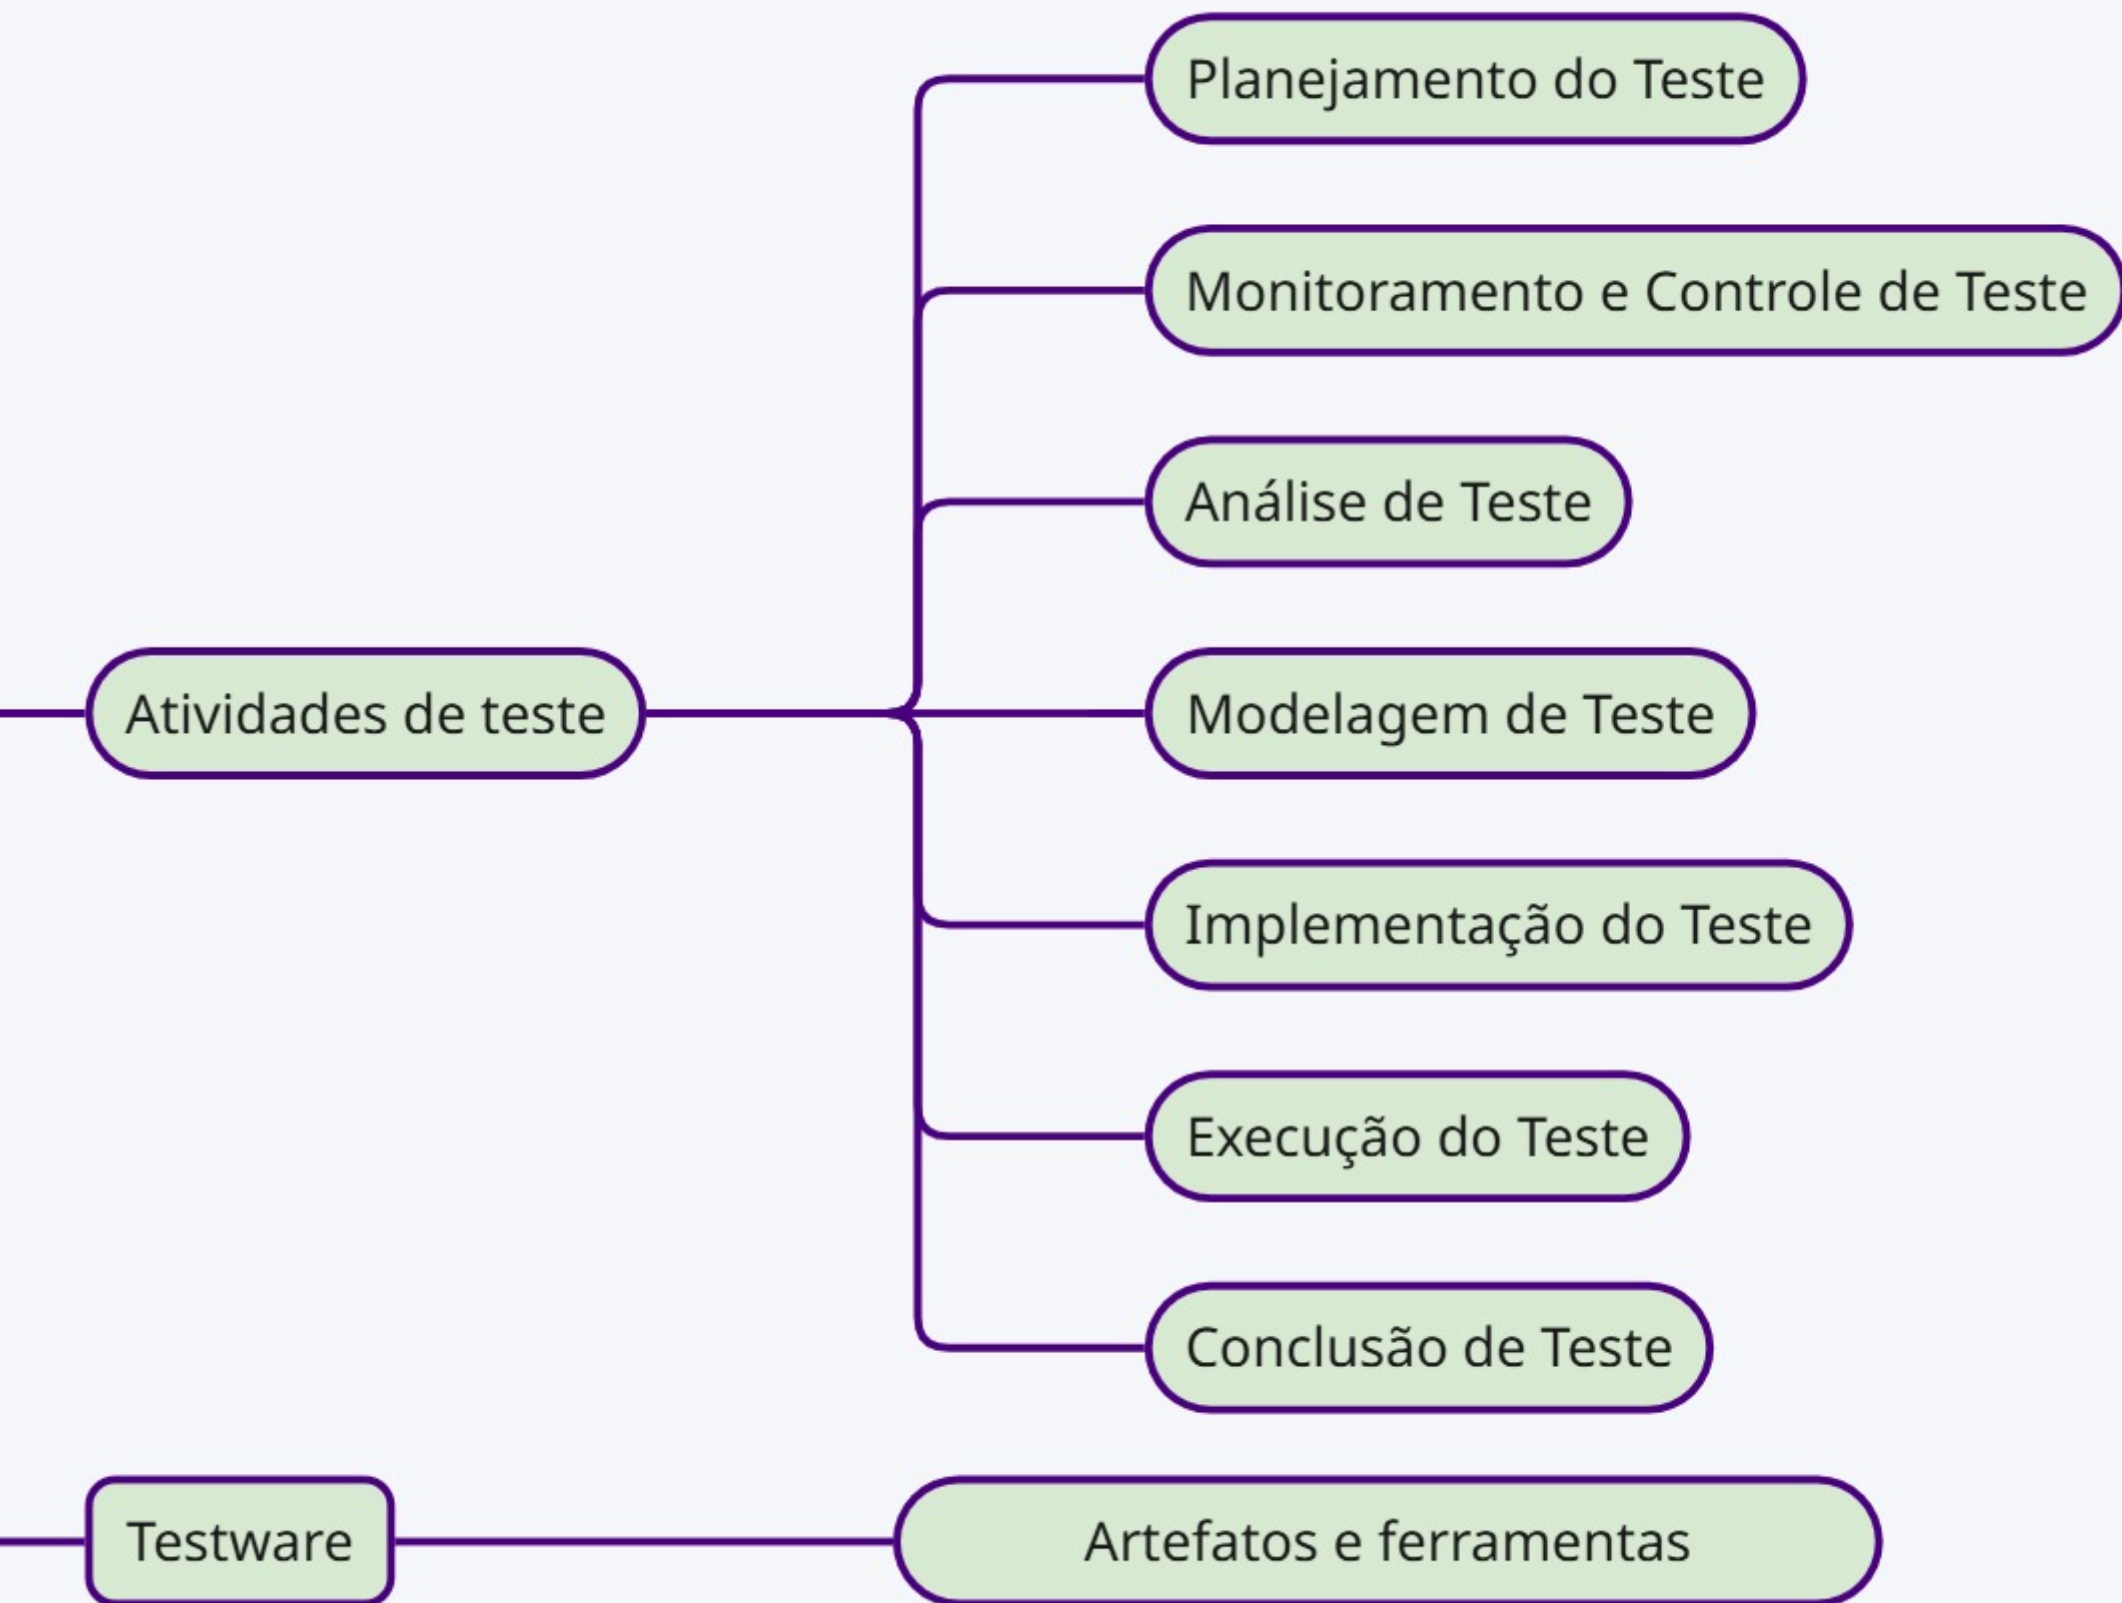 Planejamento do Teste
Monitoramento e Controle de Teste
Análise de Teste
Atividades de teste
Modelagem de Teste
Implementação do Teste
Execução do Teste
Conclusão de Teste
Testware
Artefatos e ferramentas